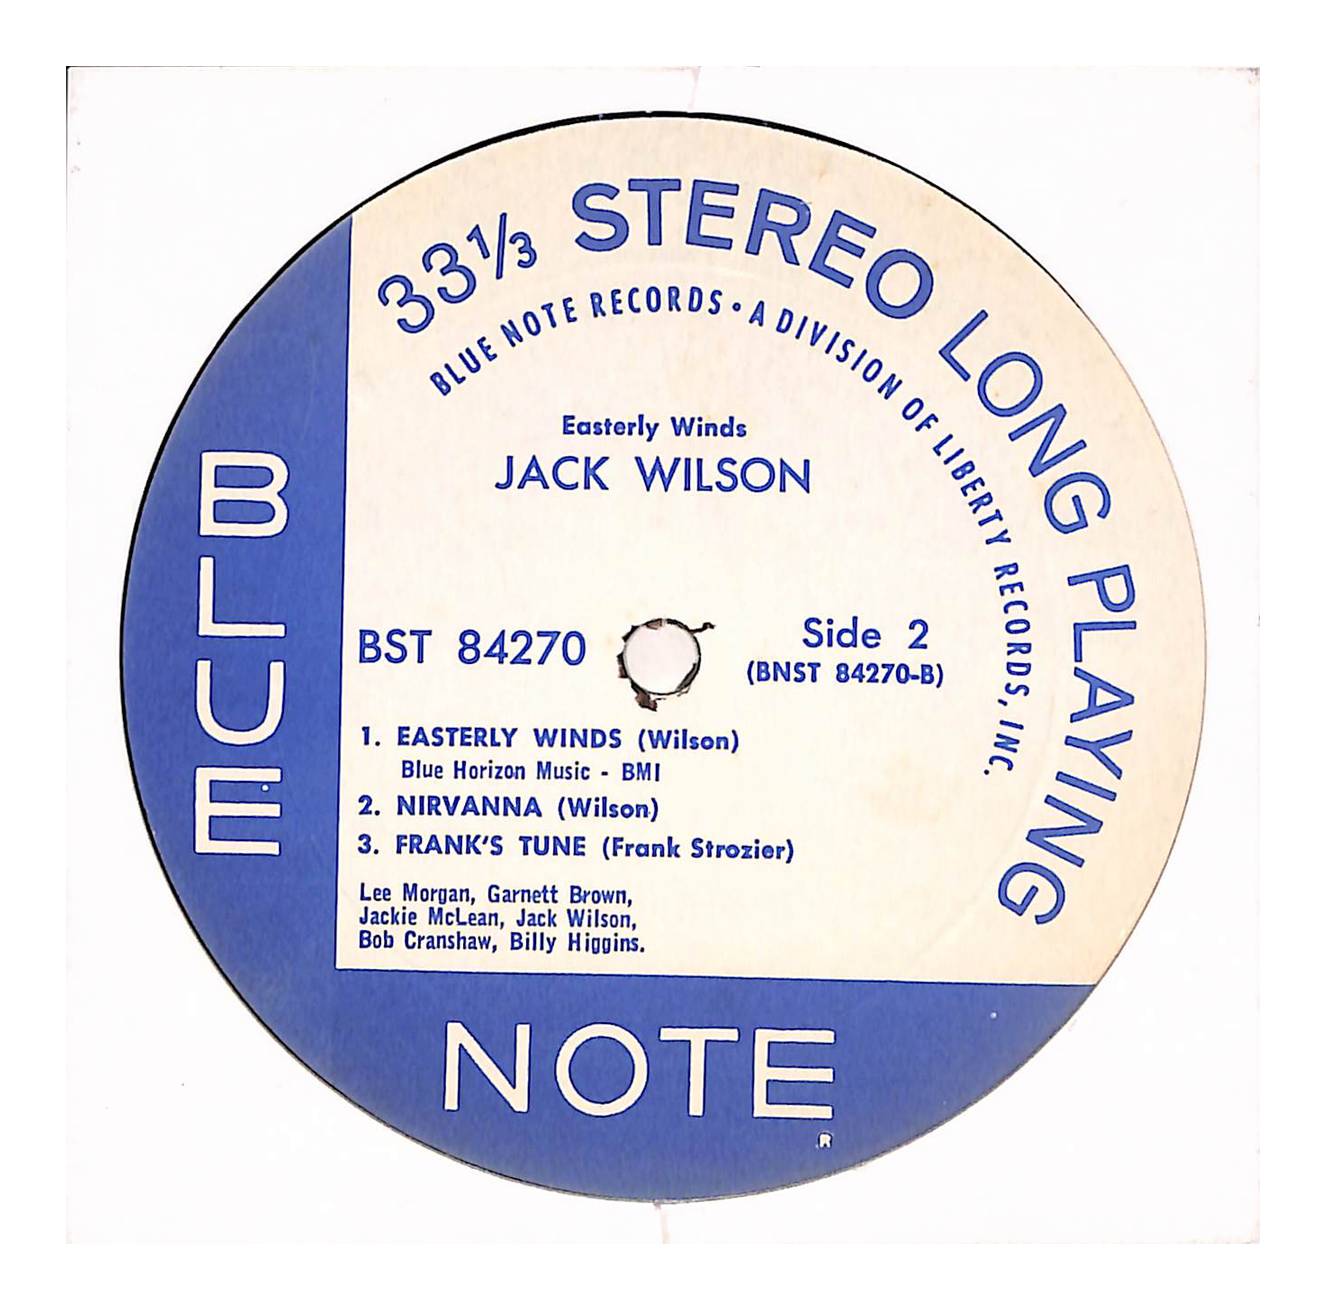 33⅓ STEREO LONG PLAYING
BLUE NOTE RECORDS • A DIVISION OF LIBERTY RECORDS, INC.
Easterly Winds
JACK WILSON
BST 84270
Side 2
(BNST 84270-B)
1. EASTERLY WINDS (Wilson)
Blue Horizon Music - BMI
2. NIRVANNA (Wilson)
3. FRANK'S TUNE (Frank Strozier)
Lee Morgan, Garnett Brown,
Jackie McLean, Jack Wilson,
Bob Cranshaw, Billy Higgins.
BLUE
NOTE
®